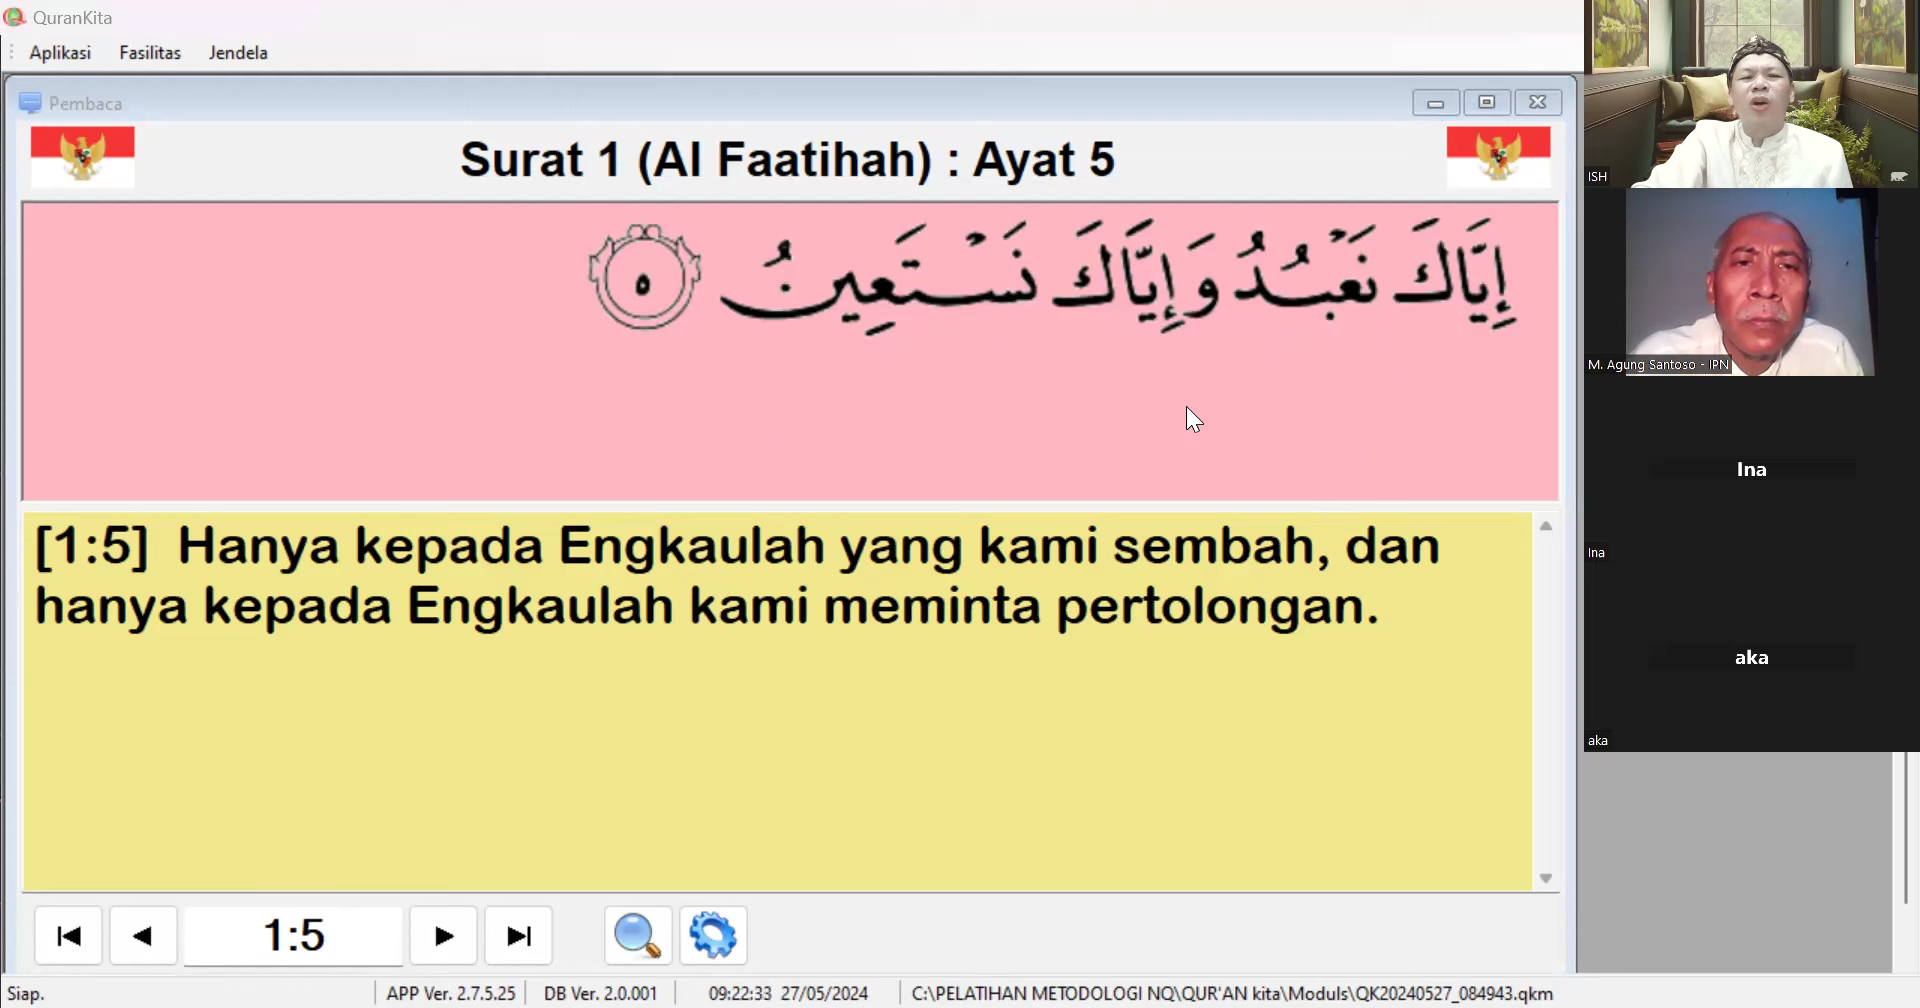 QuranKita
Aplikasi Fasilitas Jendela
Pembaca
Surat 1 (Al Faatihah) : Ayat 5
إِيَّاكَ نَعْبُدُ وَإِيَّاكَ نَسْتَعِينُ ٥
[1:5] Hanya kepada Engkaulah yang kami sembah, dan
hanya kepada Engkaulah kami meminta pertolongan.
1:5
Siap. APP Ver. 2.7.5.25 DB Ver. 2.0.001 09:22:33 27/05/2024 C:\PELATIHAN METODOLOGI NQ\QUR'AN kita\Moduls\QK20240527_084943.qkm
ISH
M. Agung Santoso - IPN
Ina
Ina
aka
aka